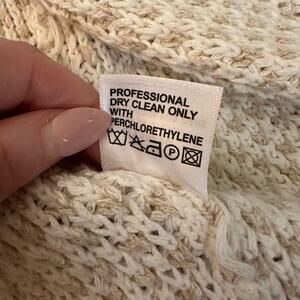 PROFESSIONAL
DRY CLEAN ONLY
WITH
PERCHLORETHYLENE
P